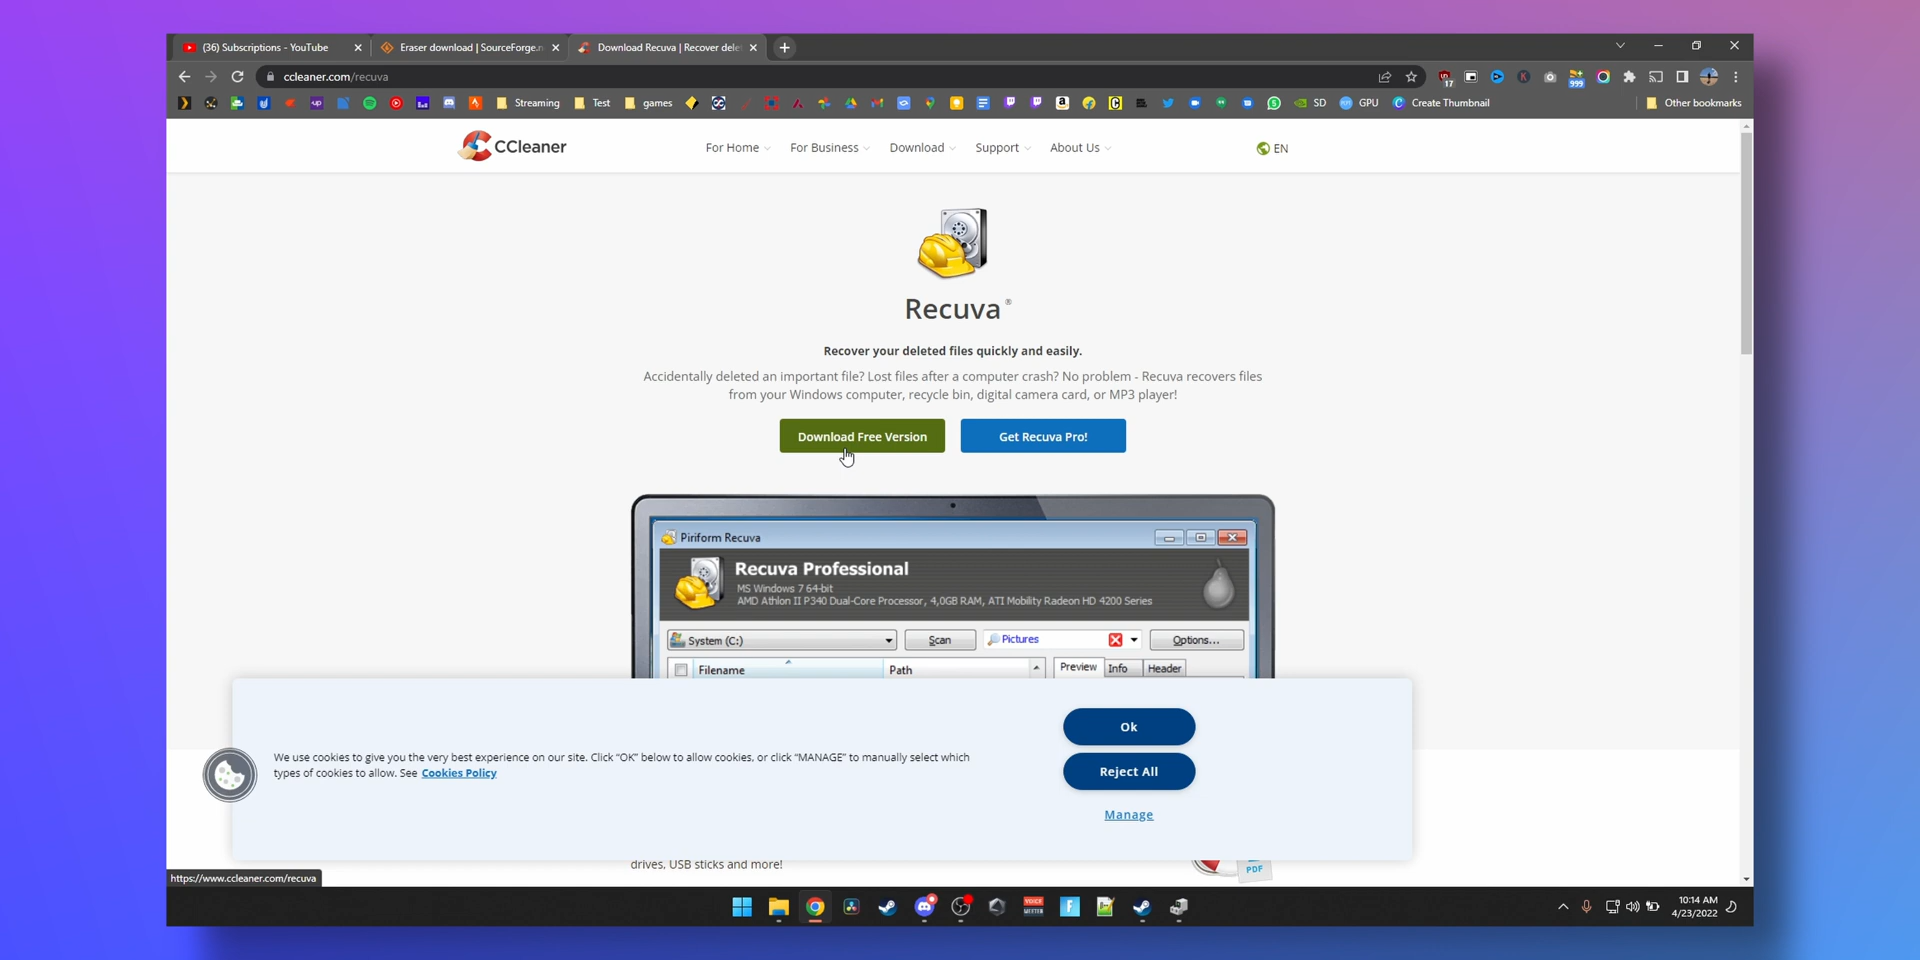 (36) Subscriptions - YouTube
Eraser download | SourceForge.n
Download Recuva | Recover dele
ccleaner.com/recuva
17
999
up
Streaming
Test
games
SD
GPU
Create Thumbnail
Other bookmarks
CCleaner
For Home
For Business
Download
Support
About Us
EN
Recuva®
Recover your deleted files quickly and easily.
Accidentally deleted an important file? Lost files after a computer crash? No problem - Recuva recovers files
from your Windows computer, recycle bin, digital camera card, or MP3 player!
Download Free Version
Get Recuva Pro!
Piriform Recuva
Recuva Professional
MS Windows 7 64-bit
AMD Athlon II P340 Dual-Core Processor, 4,0GB RAM, ATI Mobility Radeon HD 4200 Series
System (C:)
Scan
Pictures
Options...
Filename
Path
Preview
Info
Header
We use cookies to give you the very best experience on our site. Click “OK” below to allow cookies, or click “MANAGE” to manually select which
types of cookies to allow. See Cookies Policy
Ok
Reject All
Manage
drives, USB sticks and more!
PDF
https://www.ccleaner.com/recuva
VOICE
10:14 AM
4/23/2022